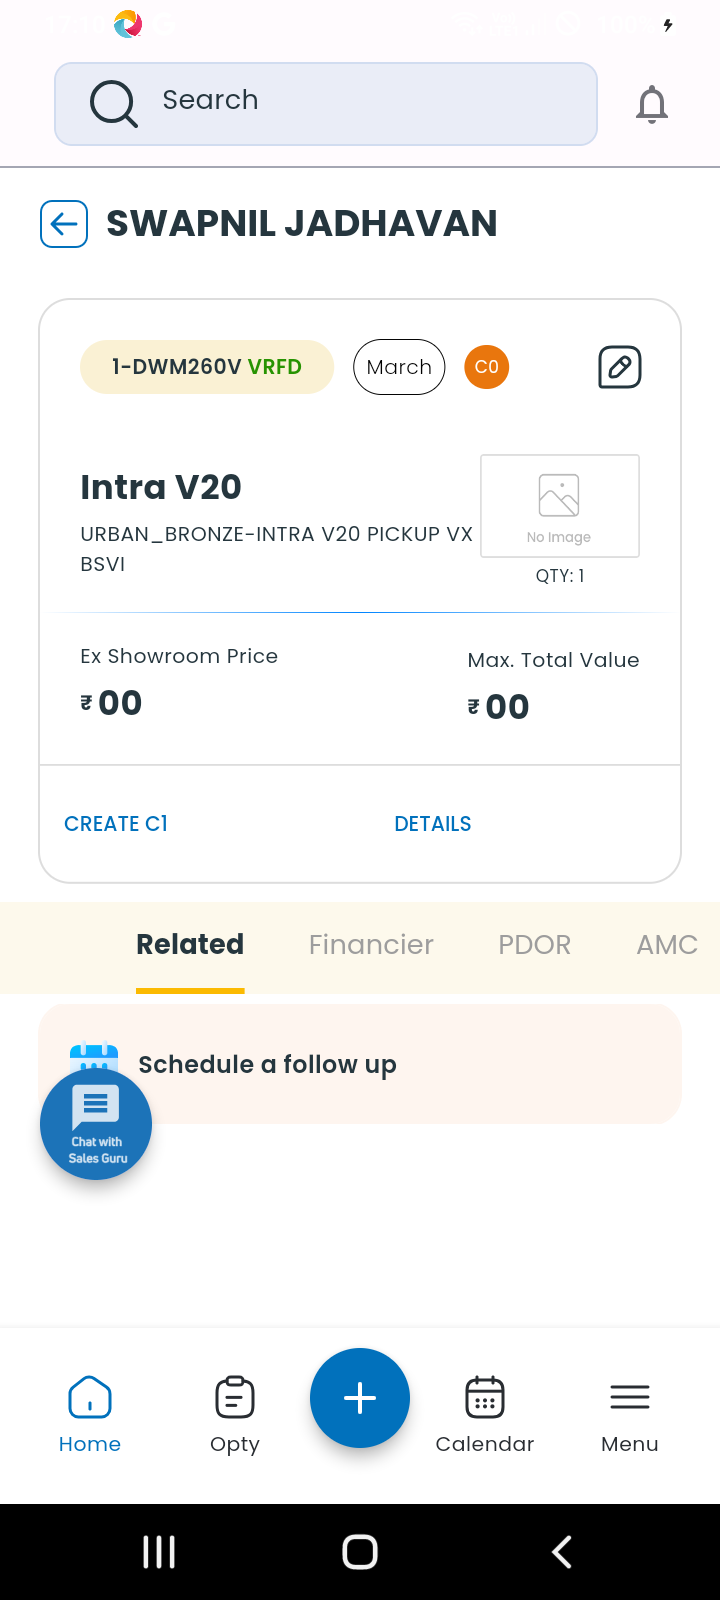 Search
SWAPNIL JADHAVAN
1-DWM260V VRFD
March
C0
Intra V20
URBAN_BRONZE-INTRA V20 PICKUP VX
BSVI
No Image
QTY: 1
Ex Showroom Price
₹ 00
Max. Total Value
₹ 00
CREATE C1
DETAILS
Related
Financier
PDOR
AMC
Schedule a follow up
Chat with
Sales Guru
Home
Opty
Calendar
Menu